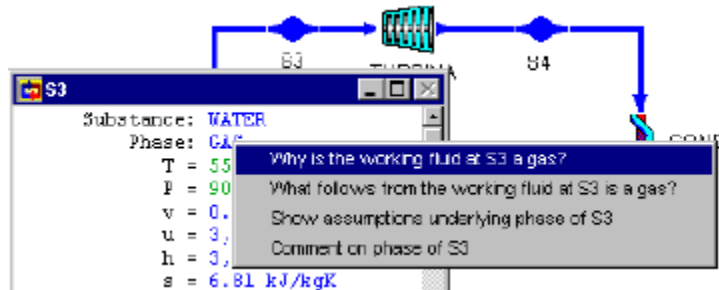 S3
S4
S3
Substance: WATER
Phase: GAS
Why is the working fluid at S3 a gas?
T = 55
What follows from the working fluid at S3 is a gas?
P = 90
Show assumptions underlying phase of S3
v = 0.
u = 3,
Comment on phase of S3
h = 3,
s = 6.81 kJ/kgK